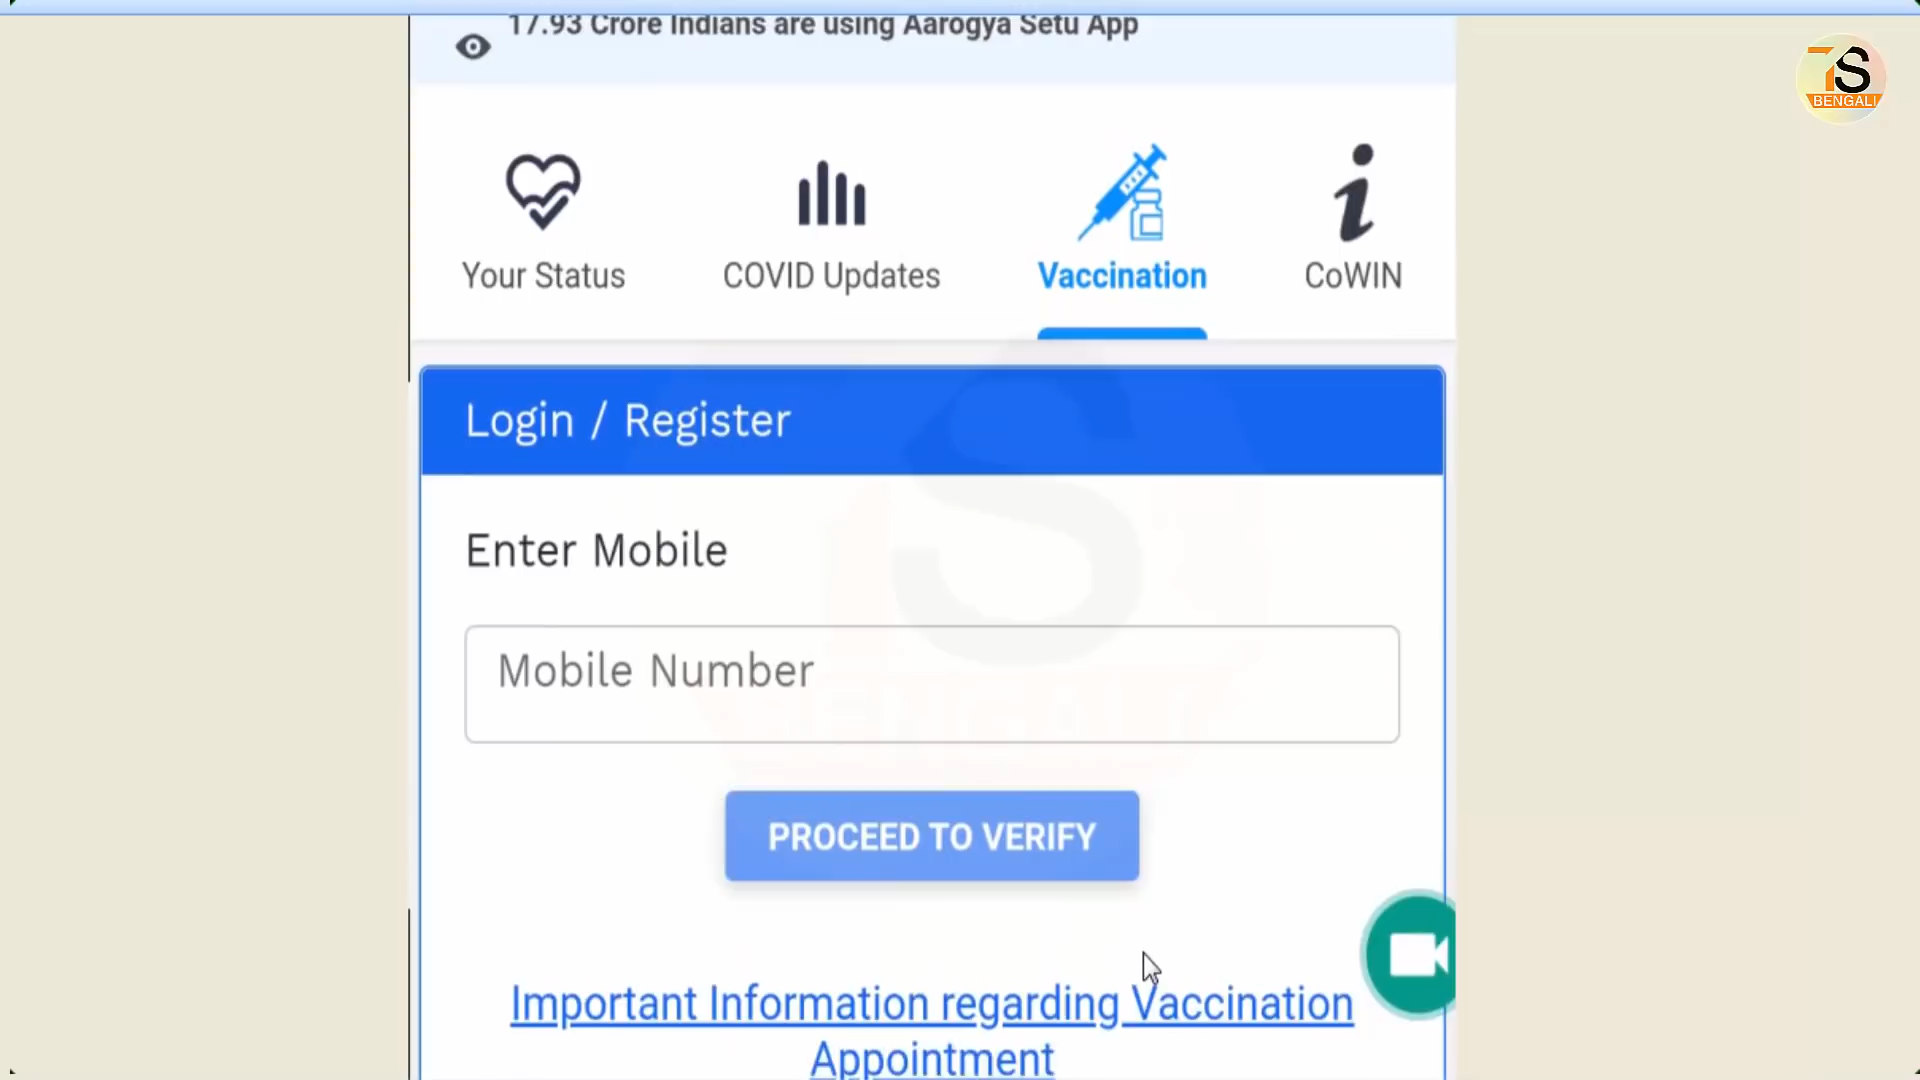 17.93 Crore Indians are using Aarogya Setu App
7S
BENGALI
Your Status
COVID Updates
Vaccination
CoWIN
Login / Register
Enter Mobile
Mobile Number
PROCEED TO VERIFY
Important Information regarding Vaccination
Appointment